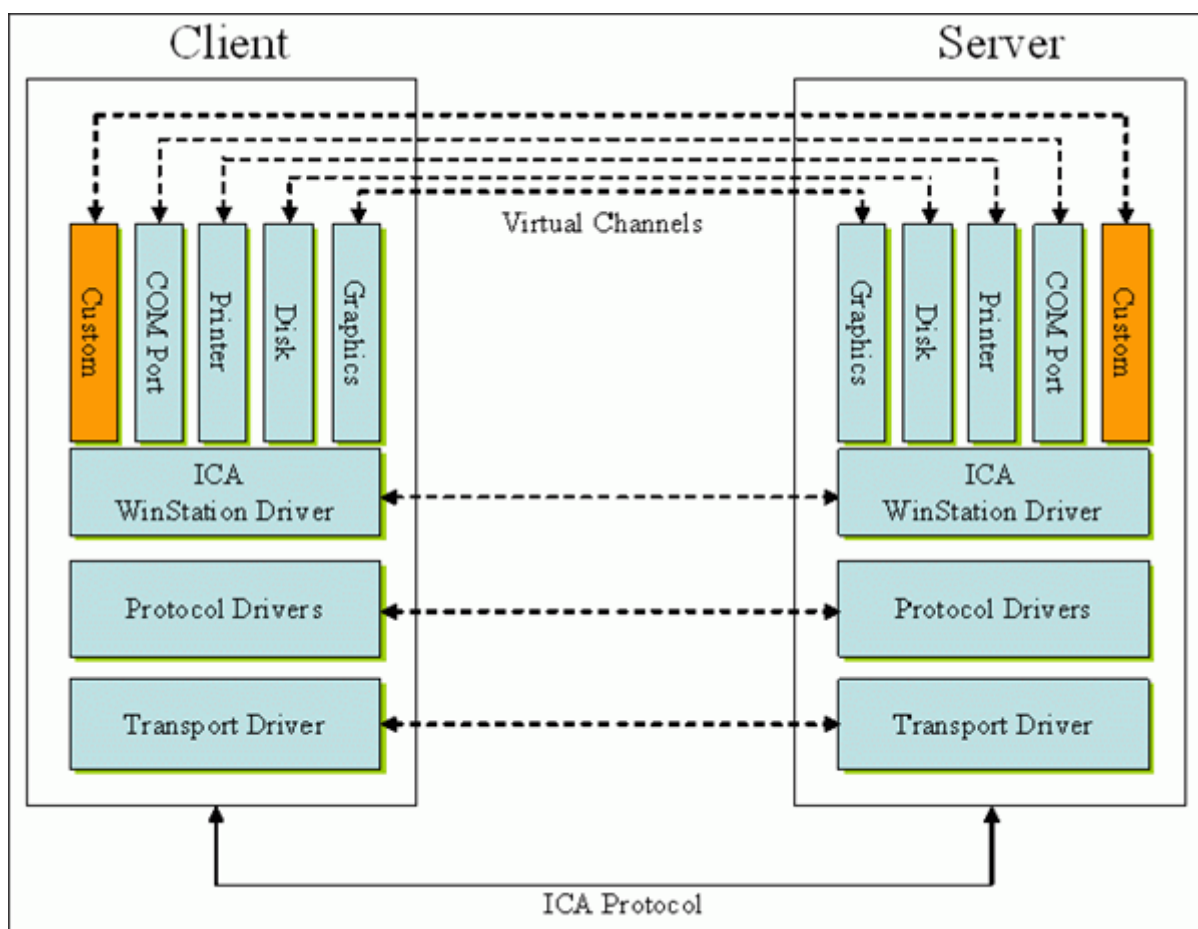 Client
Server
Virtual Channels
Custom
COM Port
Printer
Disk
Graphics
Graphics
Disk
Printer
COM Port
Custom
ICA
WinStation Driver
ICA
WinStation Driver
Protocol Drivers
Protocol Drivers
Transport Driver
Transport Driver
ICA Protocol